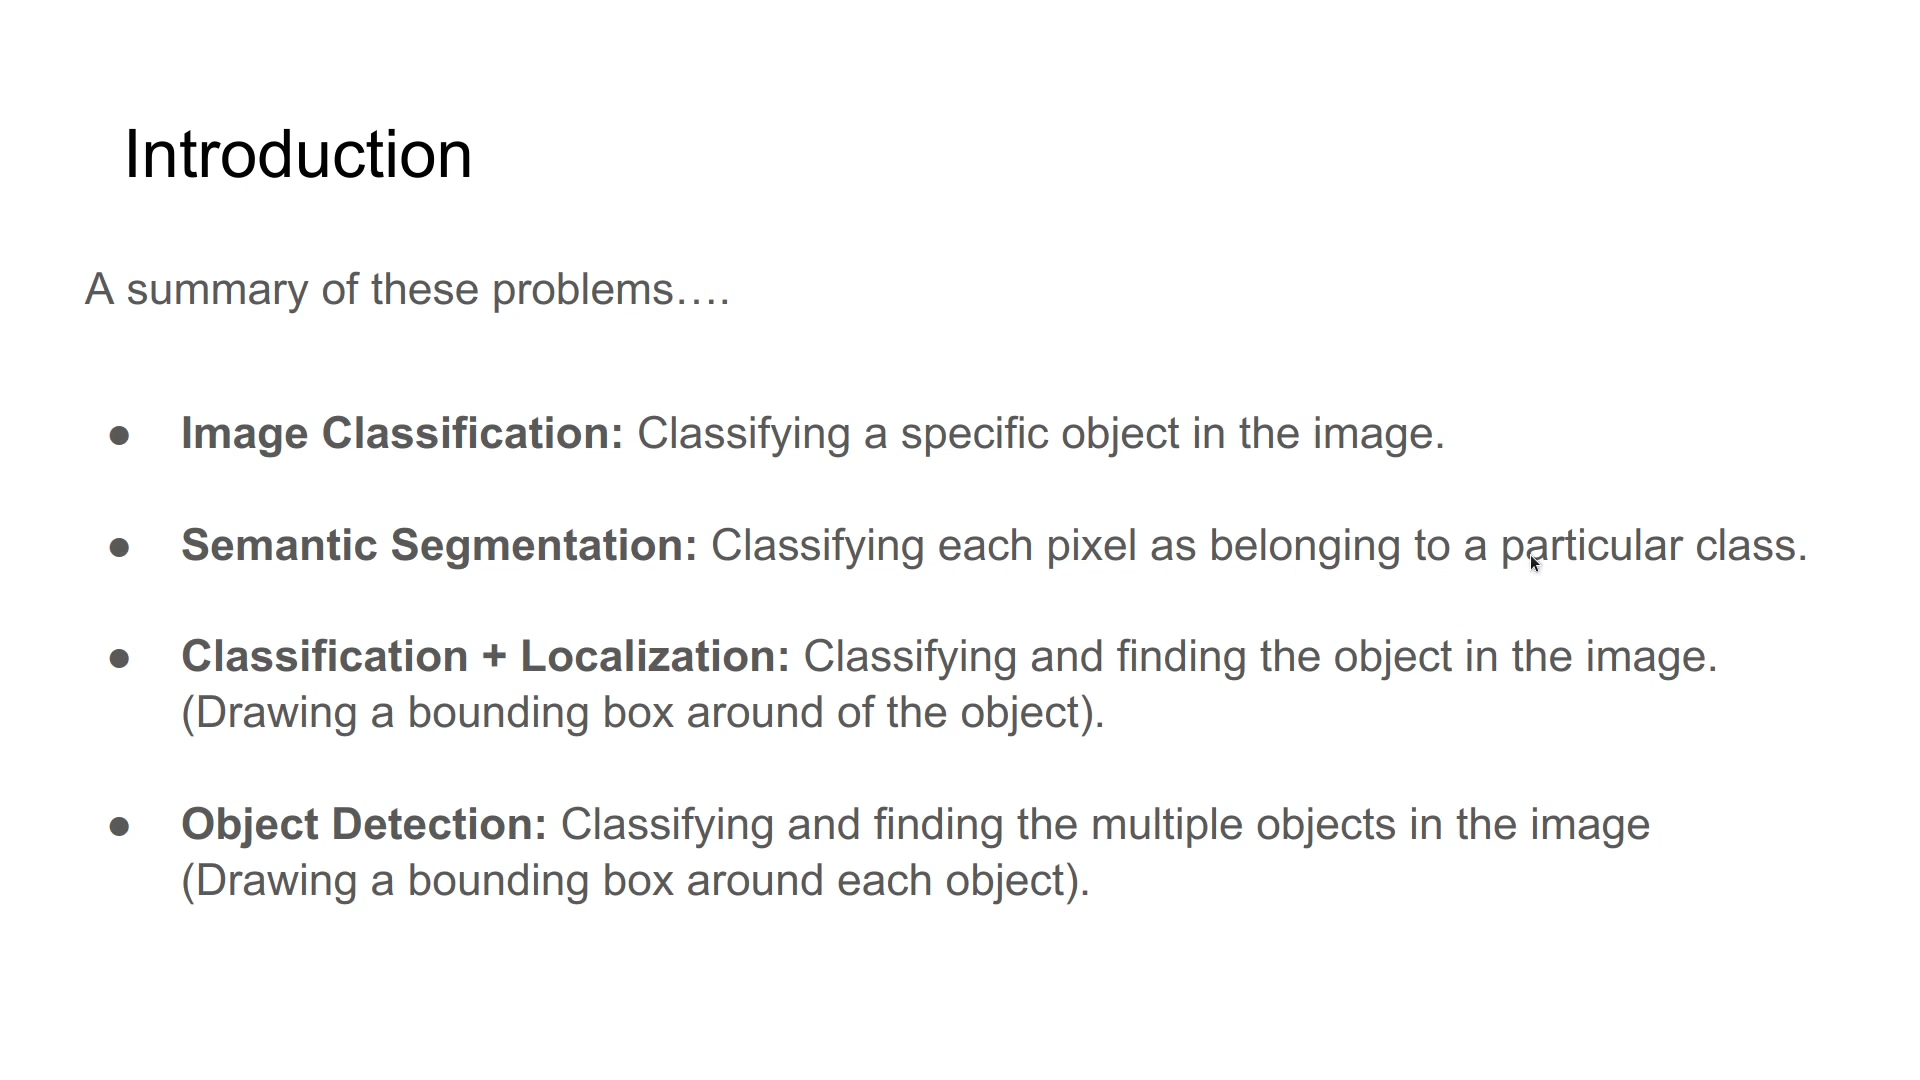 Introduction
A summary of these problems….
● Image Classification: Classifying a specific object in the image.
● Semantic Segmentation: Classifying each pixel as belonging to a particular class.
● Classification + Localization: Classifying and finding the object in the image.
(Drawing a bounding box around of the object).
● Object Detection: Classifying and finding the multiple objects in the image
(Drawing a bounding box around each object).